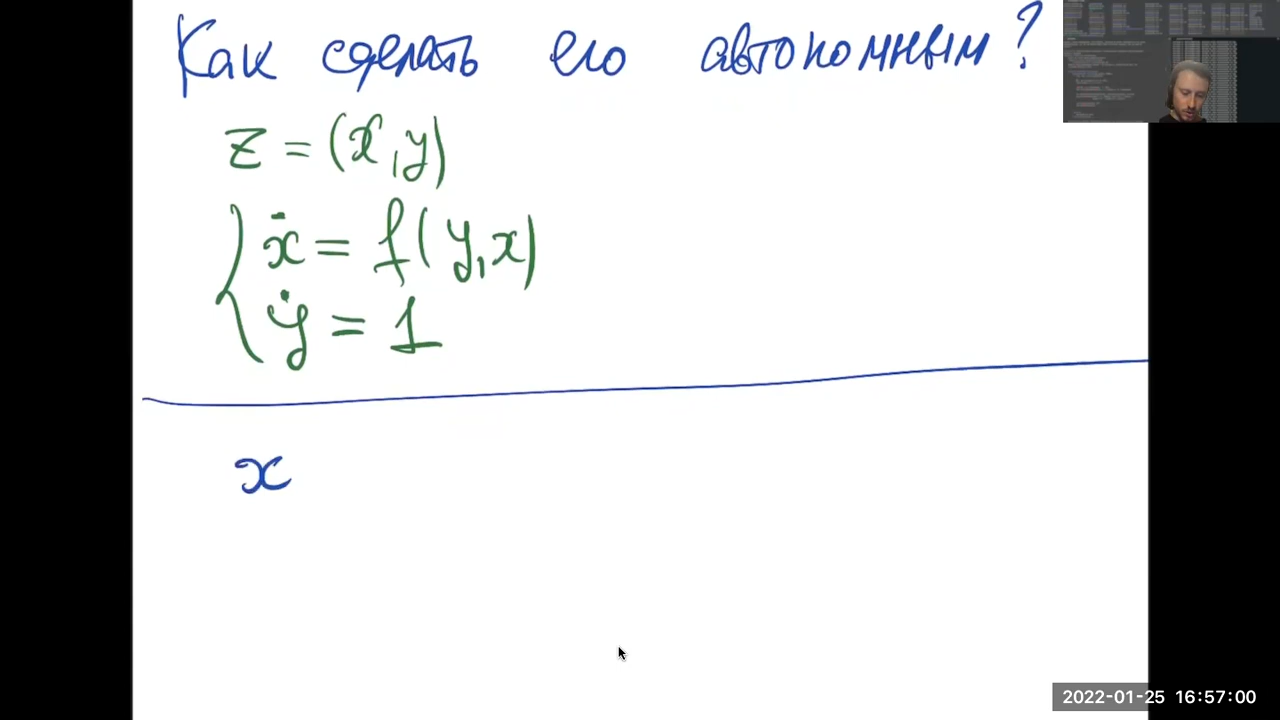 Как сделать его автономным?
z = (x, y)
ẋ = f(y, x)
ẏ = 1
x
2022-01-25 16:57:00